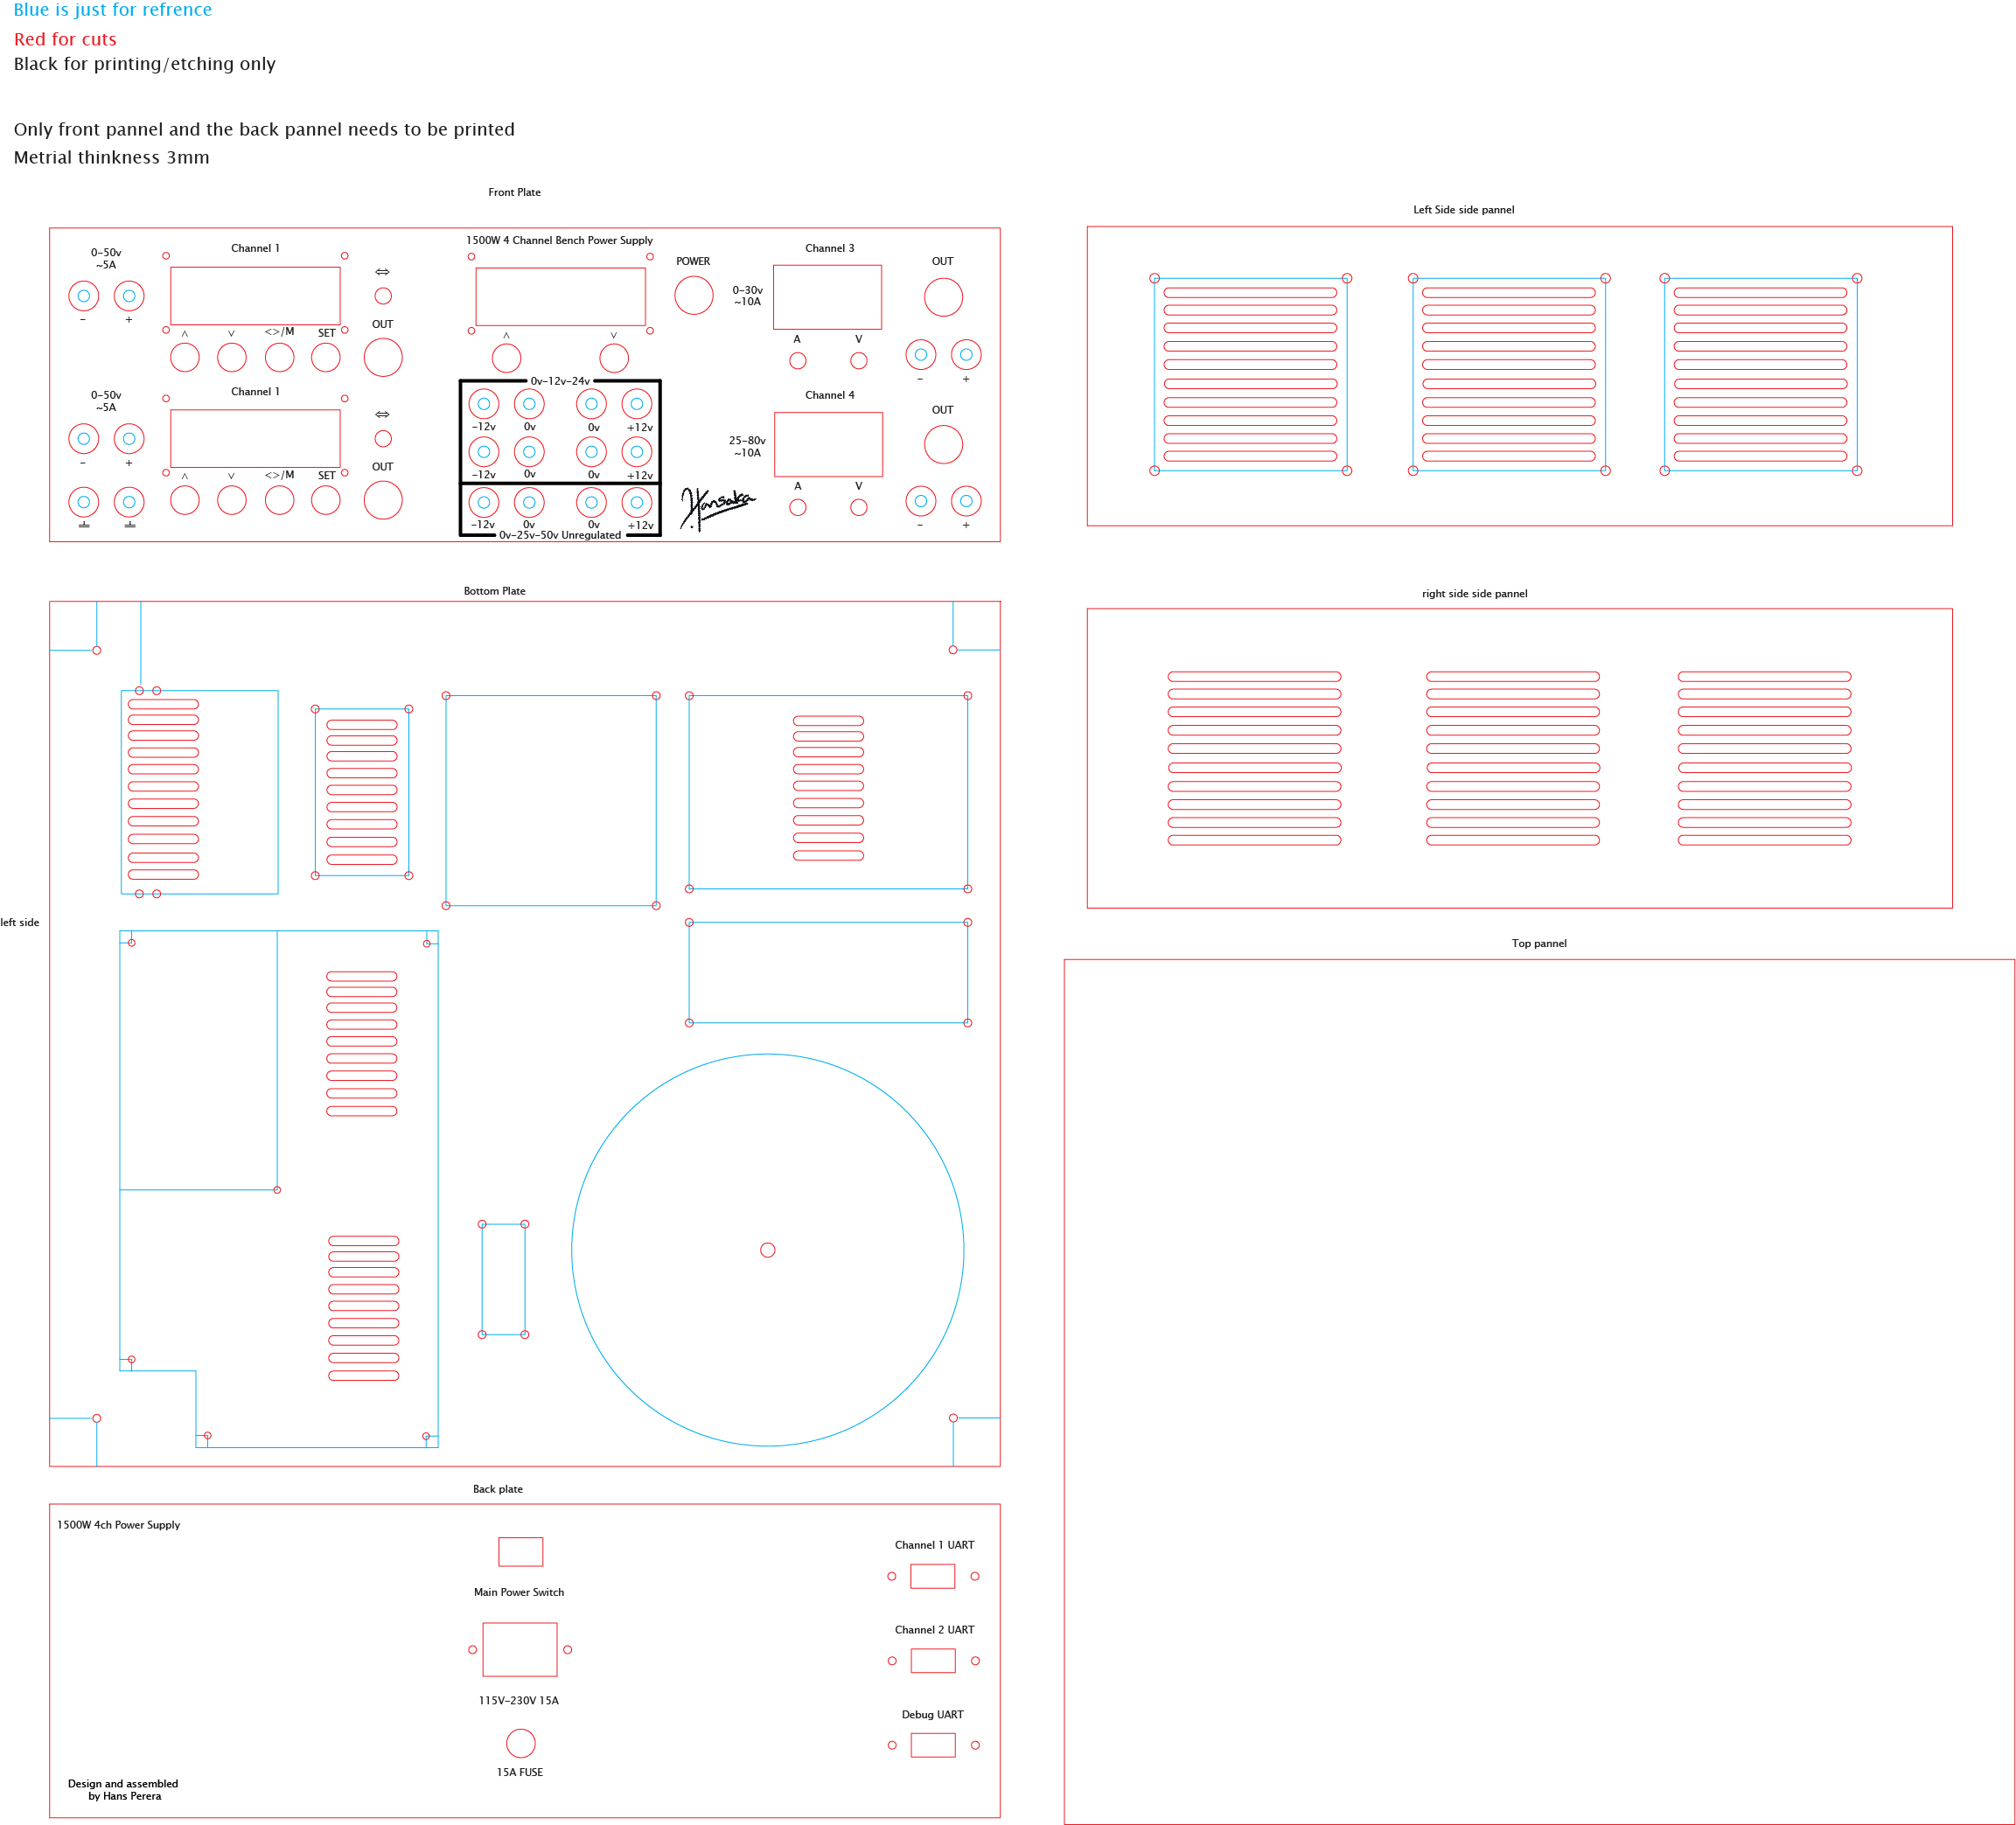 Blue is just for refrence
Red for cuts
Black for printing/etching only
Only front pannel and the back pannel needs to be printed
Metrial thinkness 3mm
Front Plate
0-50v
~5A
- +
Channel 1
⇔
OUT
˄ ˅ <>/M SET
0-50v
~5A
- +
Channel 1
⇔
OUT
˄ ˅ <>/M SET
1500W 4 Channel Bench Power Supply
˄ ˅
POWER
0v-12v-24v
-12v 0v 0v +12v
-12v 0v 0v +12v
-12v 0v 0v +12v
0v-25v-50v Unregulated
Hansaka
Channel 3
0-30v
~10A
A V
OUT
- +
Channel 4
25-80v
~10A
A V
OUT
- +
Left Side side pannel
Bottom Plate
left side
right side side pannel
Top pannel
Back plate
1500W 4ch Power Supply
Main Power Switch
115V-230V 15A
15A FUSE
Channel 1 UART
Channel 2 UART
Debug UART
Design and assembled
by Hans Perera